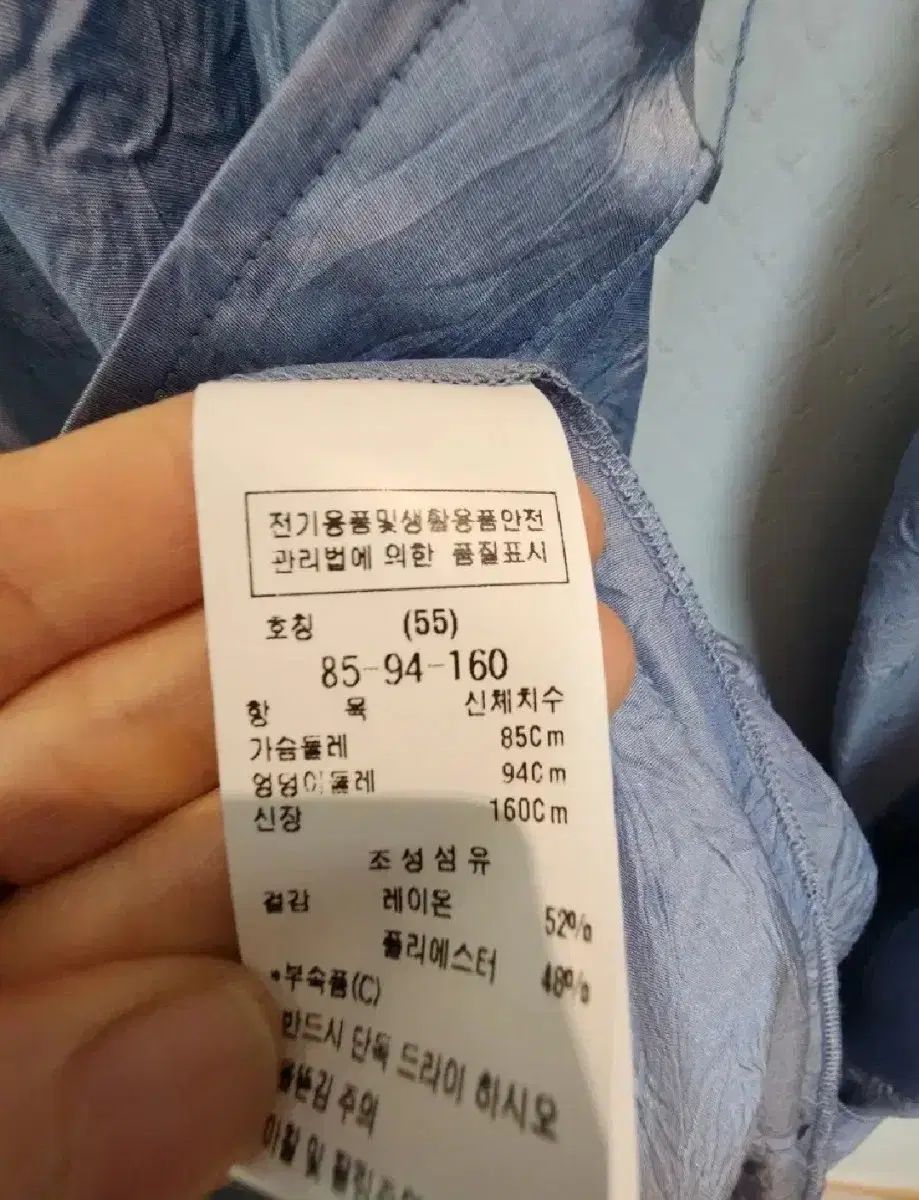 전기용품및생활용품안전
관리법에 의한 품질표시
호칭 (55)
85-94-160
항 목 신체치수
가슴둘레 85Cm
엉덩이둘레 94Cm
신장 160Cm
조성섬유
겉감 레이온 52%
폴리에스터 48%
*부속품(C)
반드시 단독 드라이 하시오
주의
및